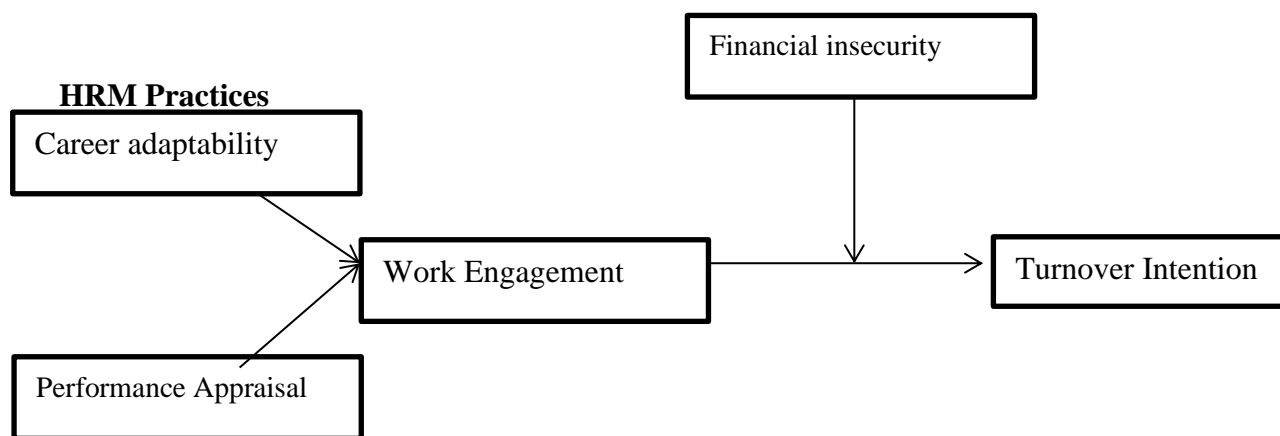 Financial insecurity
HRM Practices
Career adaptability
Work Engagement
Turnover Intention
Performance Appraisal